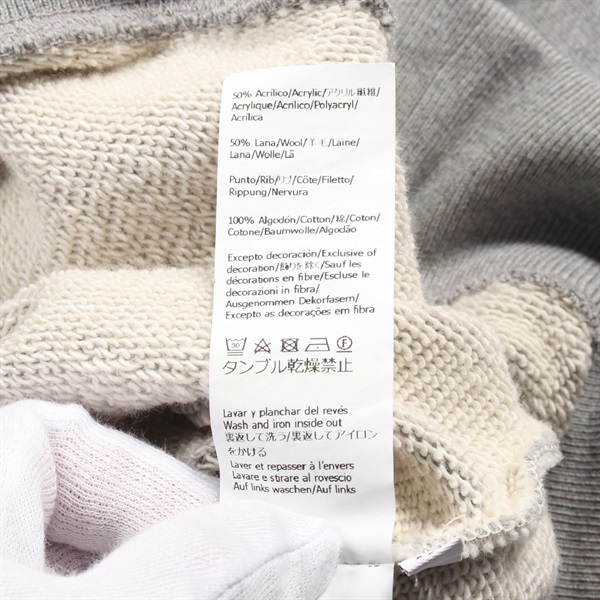 50% Acrílico/Acrylic/アクリル繊維/
Acrylique/Acrilico/Polyacryl/
Acrílica
50% Lana/Wool/羊毛/Laine/
Lana/Wolle/Lã
Punto/Rib/リブ/Côte/Filetto/
Rippung/Nervura
100% Algodón/Cotton/綿/Coton/
Cotone/Baumwolle/Algodão
Excepto decoración/Exclusive of
decoration/飾りを除く/Sauf les
décorations en fibre/Escluse le
decorazioni in fibra/
Ausgenommen Dekorfasern/
Excepto as decorações em fibra
30
タンブル乾燥禁止
Lavar y planchar del revés
Wash and iron inside out
裏返して洗う/裏返してアイロン
をかける
Laver et repasser à l'envers
Lavare e stirare al rovescio
Auf links waschen/Auf links